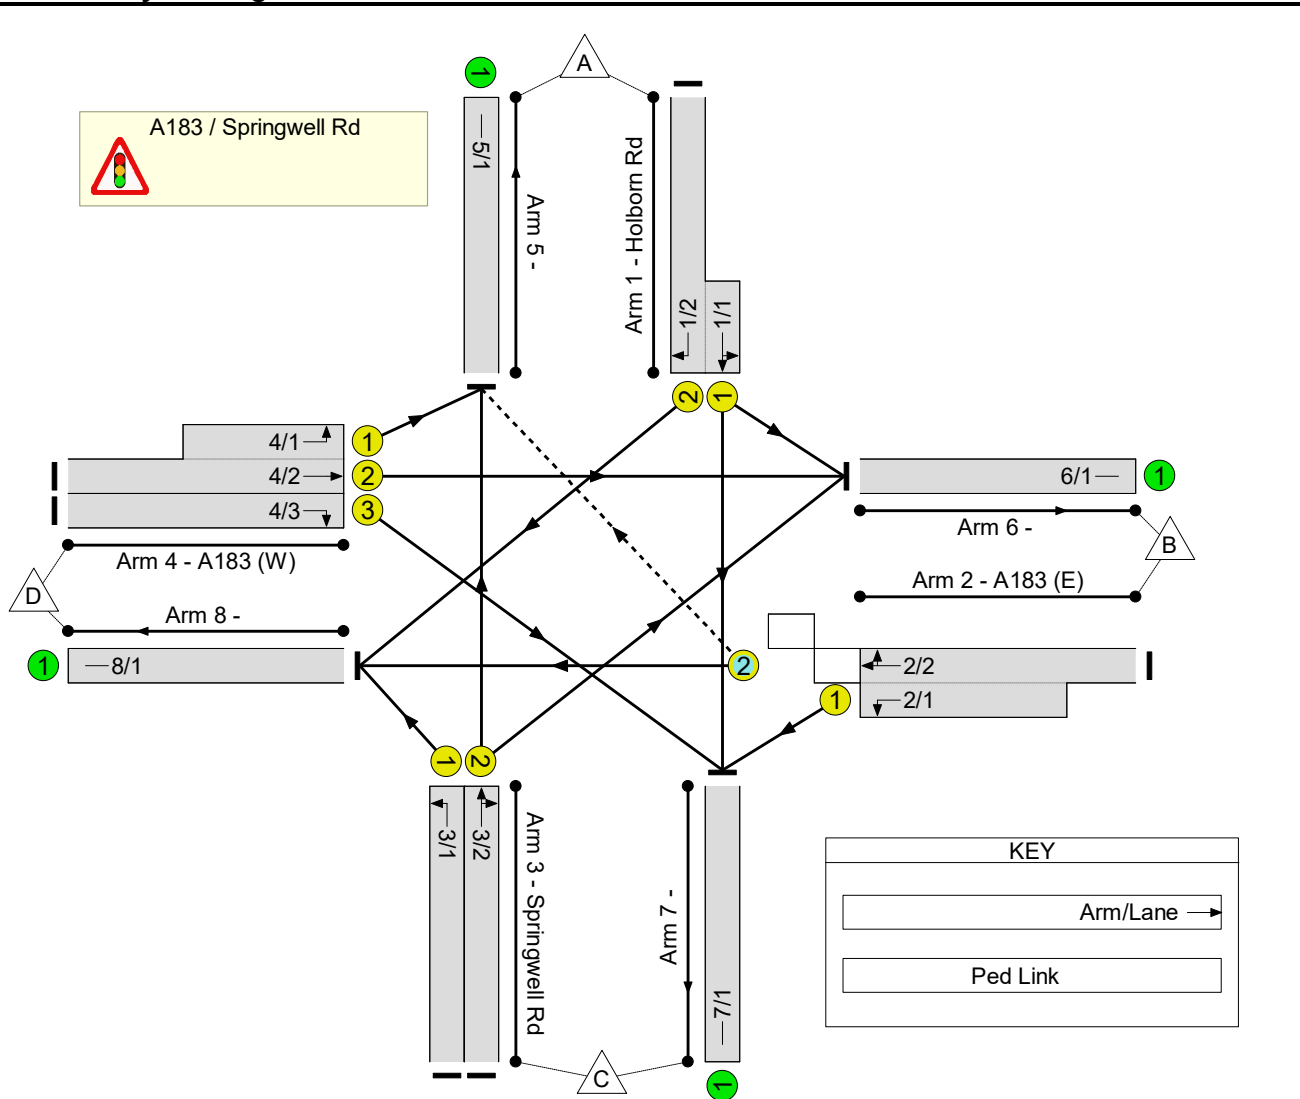 A
1
A183 / Springwell Rd
5/1
Arm 5 -
Arm 1 - Holborn Rd
1/2
1/1
2
1
4/1
1
4/2
2
4/3
3
6/1
1
Arm 6 -
B
Arm 4 - A183 (W)
Arm 2 - A183 (E)
D
Arm 8 -
1
8/1
2
2/2
1
2/1
1
2
3/1
3/2
Arm 3 - Springwell Rd
Arm 7 -
7/1
C
1
KEY
Arm/Lane
Ped Link